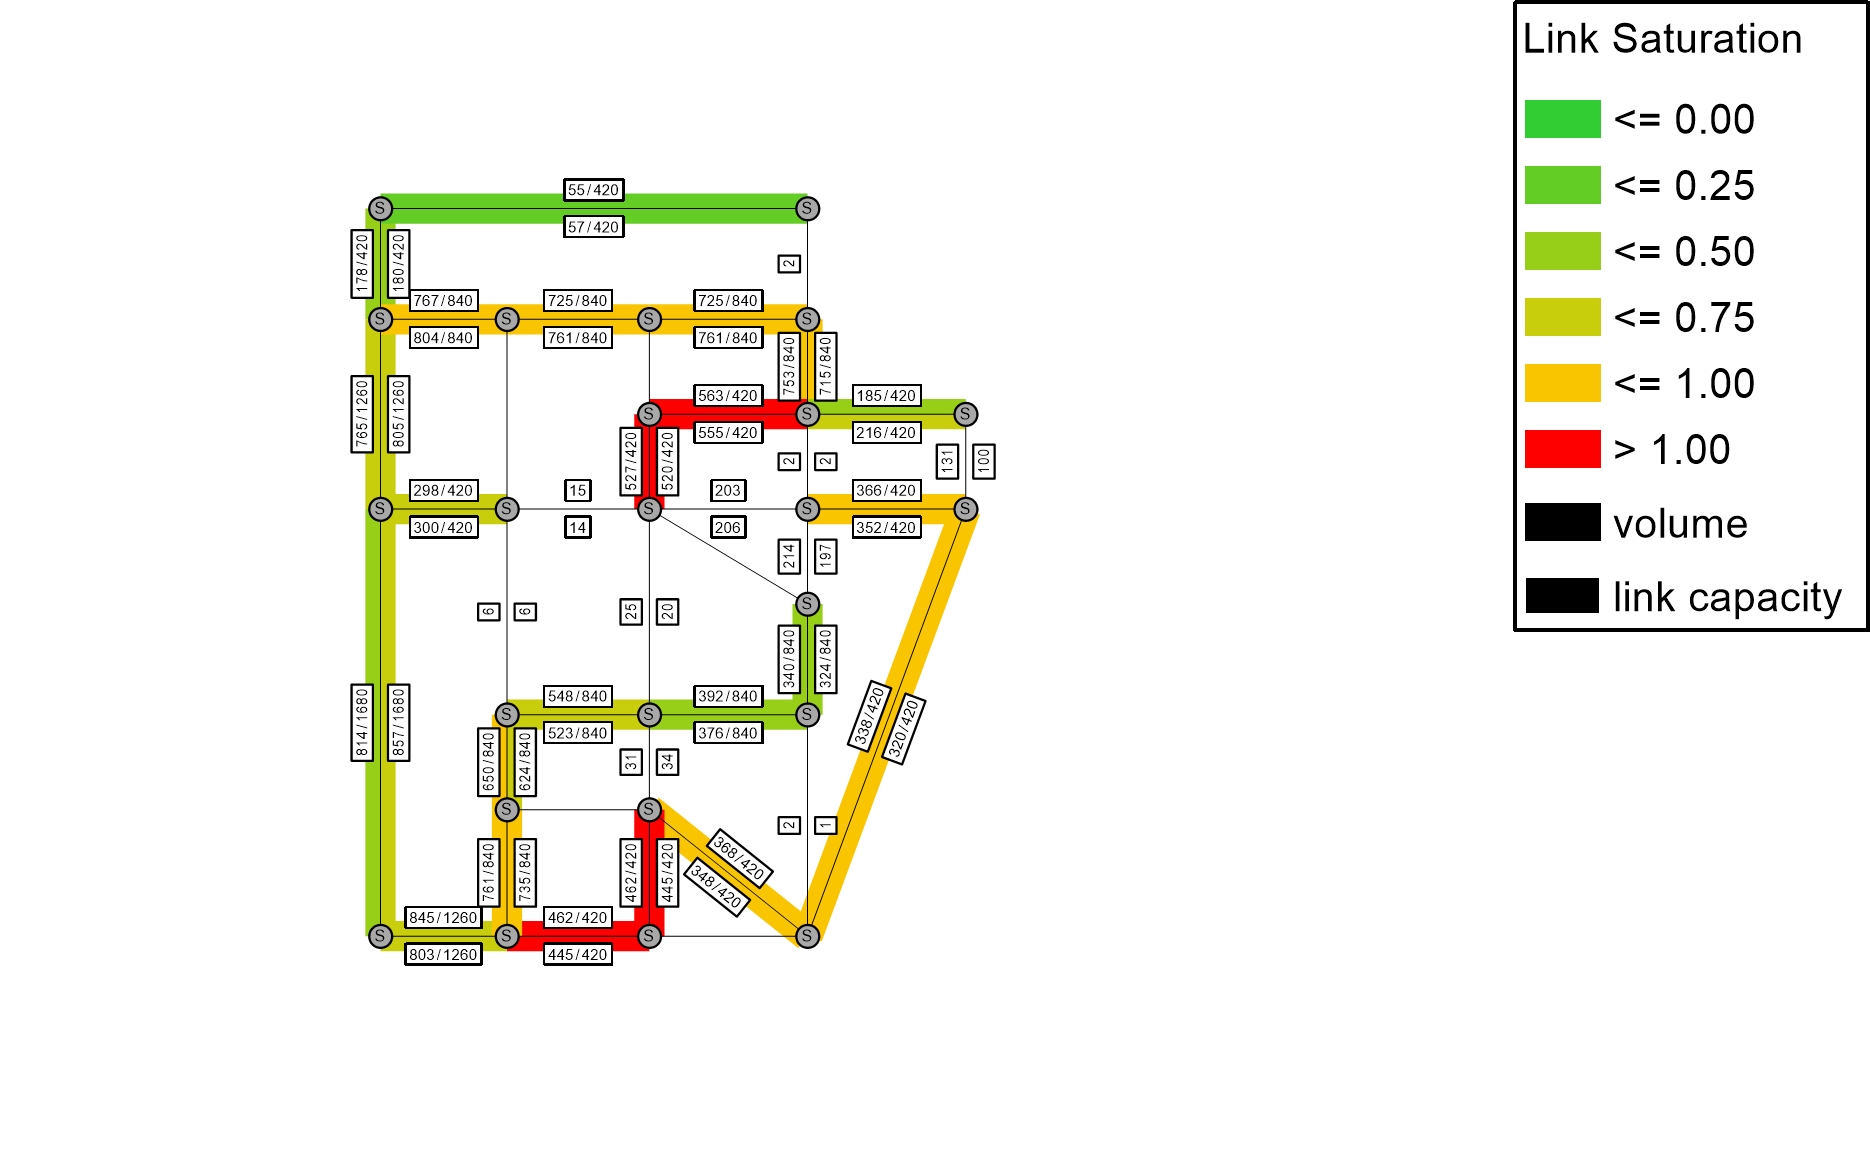 Link Saturation
<= 0.00
<= 0.25
<= 0.50
<= 0.75
<= 1.00
> 1.00
volume
link capacity
55/420
S
S
57/420
178/420
180/420
2
767/840
725/840
725/840
S
S
S
S
804/840
761/840
761/840
753/840
715/840
765/1260
805/1260
563/420
185/420
S
S
S
555/420
216/420
527/420
520/420
2
2
131
100
298/420
15
203
366/420
S
S
S
S
S
300/420
14
206
352/420
214
197
S
6
6
25
20
340/840
324/840
548/840
392/840
S
S
S
523/840
376/840
814/1680
857/1680
338/420
320/420
650/840
624/840
31
34
S
S
2
1
368/420
348/420
761/840
735/840
462/420
445/420
845/1260
462/420
S
S
S
S
803/1260
445/420